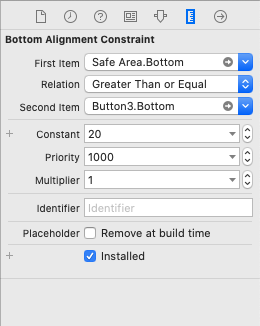 Bottom Alignment Constraint
First Item Safe Area.Bottom
Relation Greater Than or Equal
Second Item Button3.Bottom
+ Constant 20
Priority 1000
Multiplier 1
Identifier Identifier
Placeholder Remove at build time
+ Installed